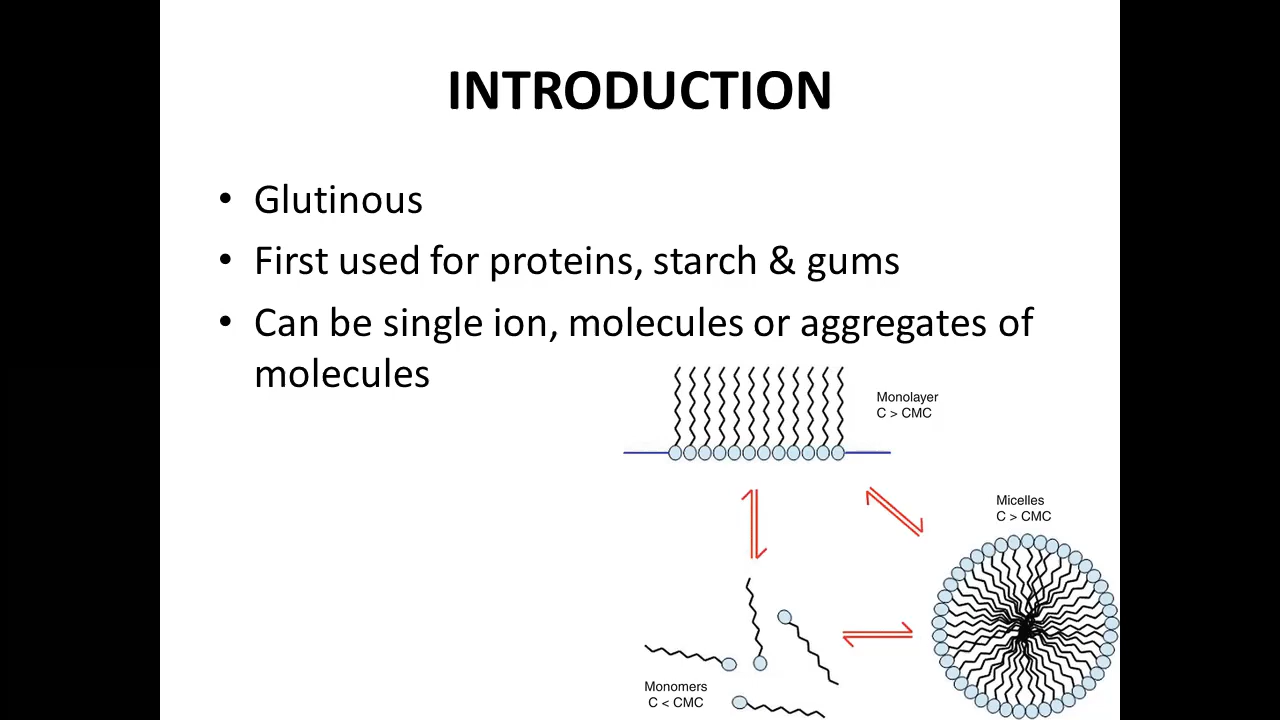 INTRODUCTION
• Glutinous
• First used for proteins, starch & gums
• Can be single ion, molecules or aggregates of
molecules
Monolayer
C > CMC
Micelles
C > CMC
Monomers
C < CMC